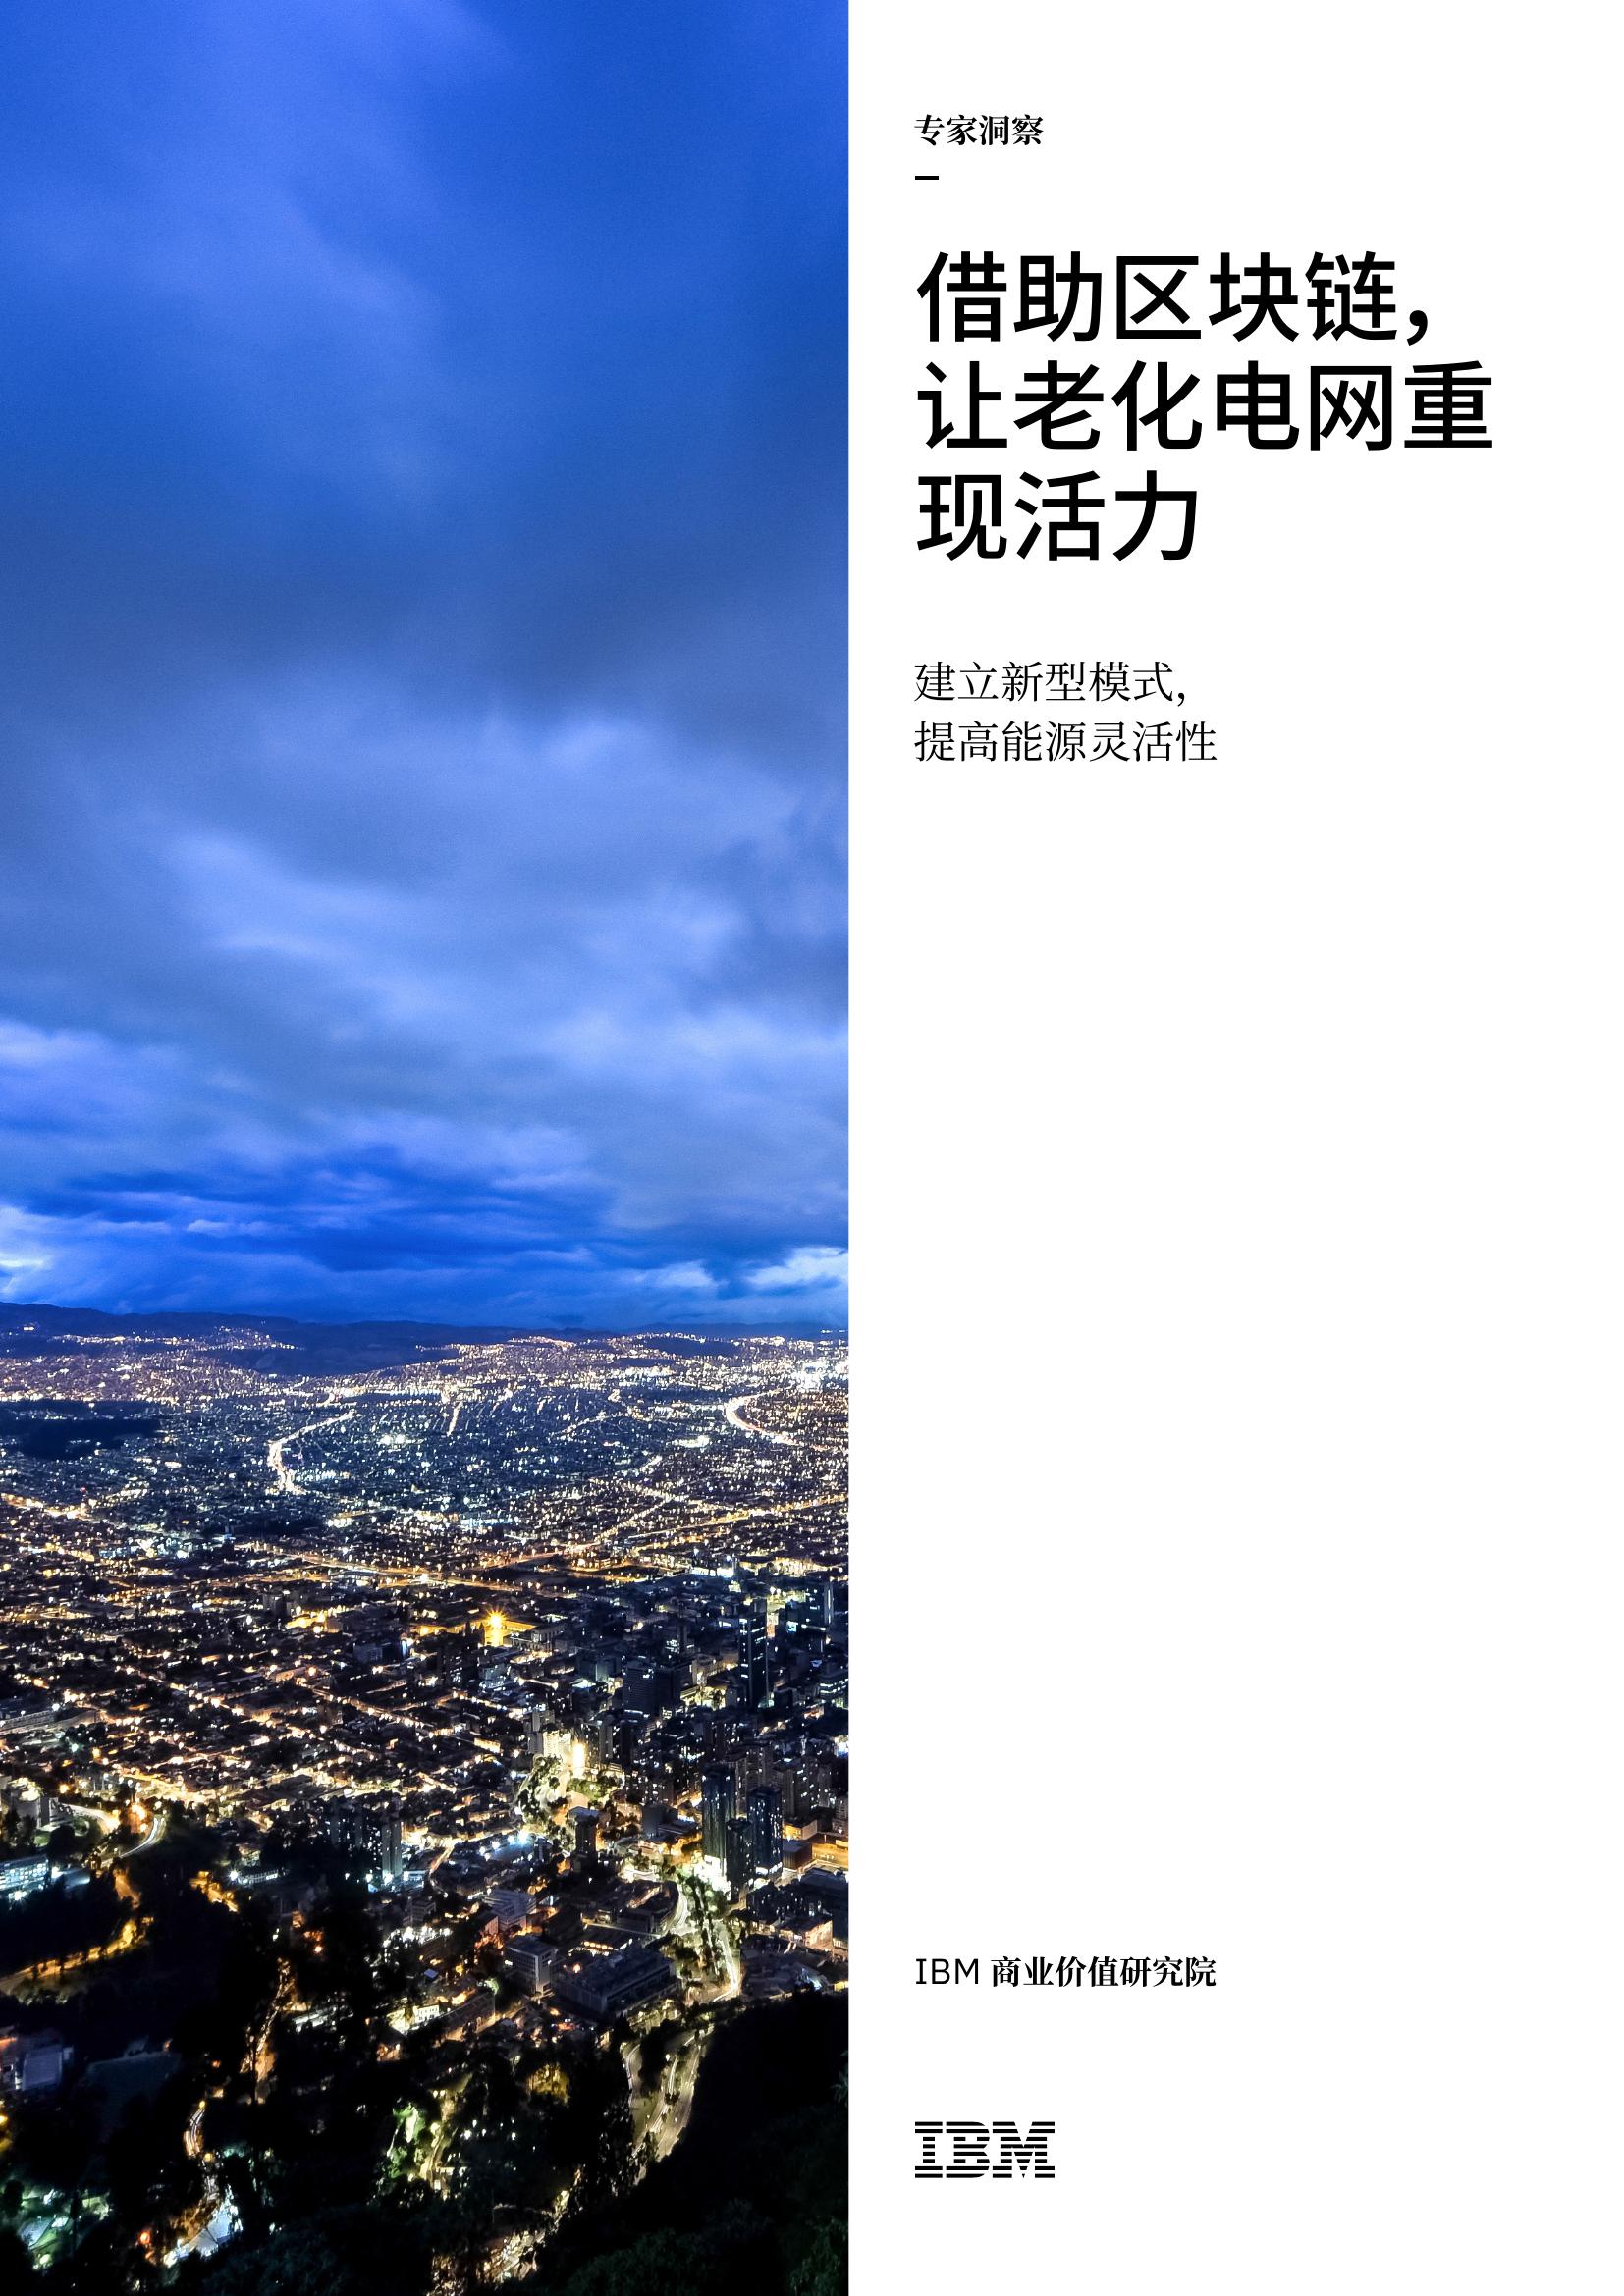 专家洞察
借助区块链，
让老化电网重
现活力
建立新型模式，
提高能源灵活性
IBM 商业价值研究院
IBM